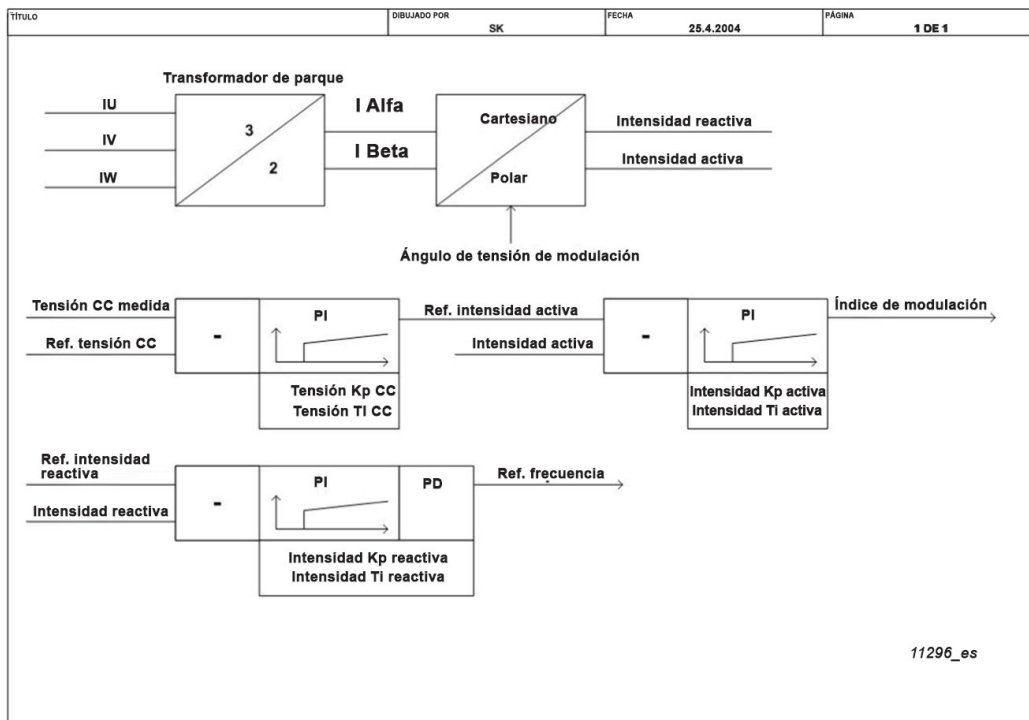 TÍTULO
DIBUJADO POR
SK
FECHA
25.4.2004
PÁGINA
1 DE 1
Transformador de parque
IU
IV
IW
3
2
I Alfa
I Beta
Cartesiano
Polar
Intensidad reactiva
Intensidad activa
Ángulo de tensión de modulación
Tensión CC medida
Ref. tensión CC
-
PI
Tensión Kp CC
Tensión TI CC
Ref. intensidad activa
Intensidad activa
-
PI
Intensidad Kp activa
Intensidad Ti activa
Índice de modulación
Ref. intensidad
reactiva
Intensidad reactiva
-
PI
PD
Intensidad Kp reactiva
Intensidad Ti reactiva
Ref. frecuencia
11296_es